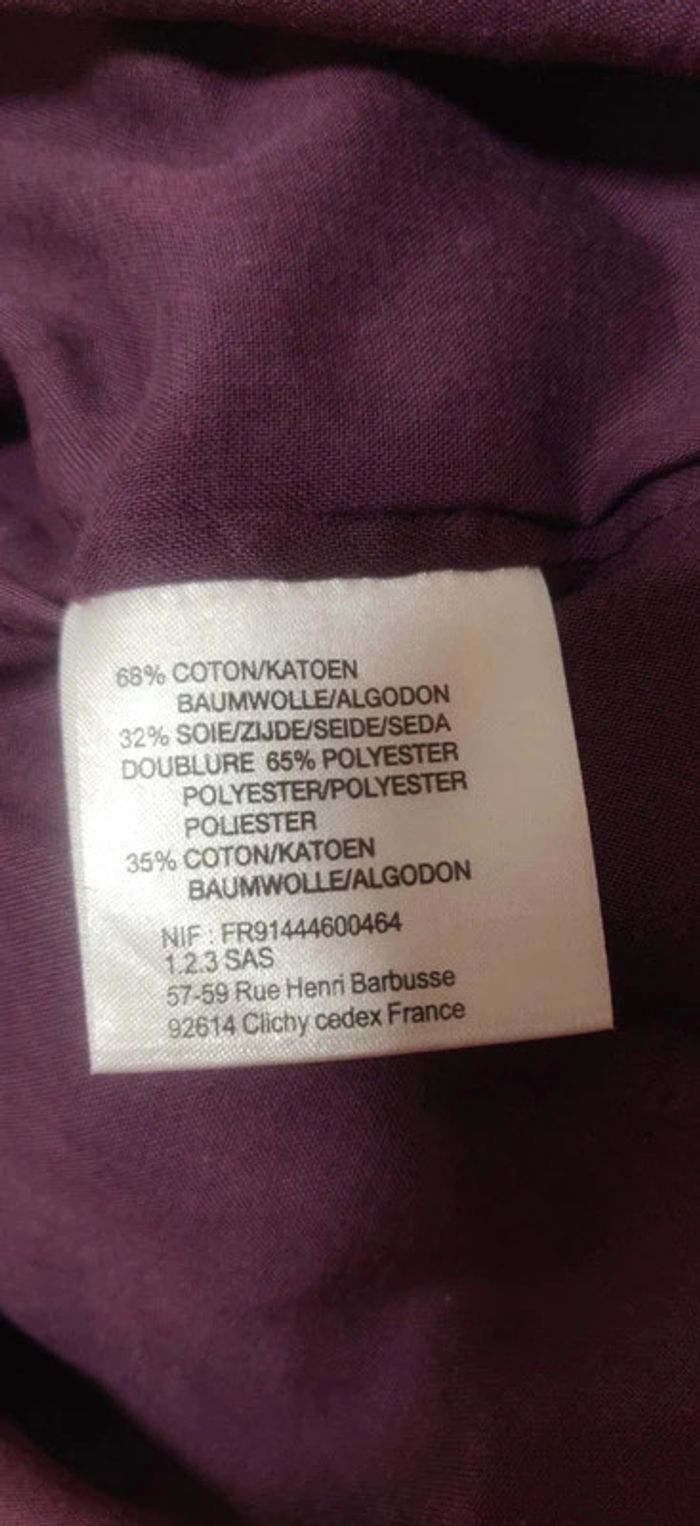 68% COTON/KATOEN
BAUMWOLLE/ALGODON
32% SOIE/ZIJDE/SEIDE/SEDA
DOUBLURE 65% POLYESTER
POLYESTER/POLYESTER
POLIESTER
35% COTON/KATOEN
BAUMWOLLE/ALGODON
NIF : FR91444600464
1.2.3 SAS
57-59 Rue Henri Barbusse
92614 Clichy cedex France